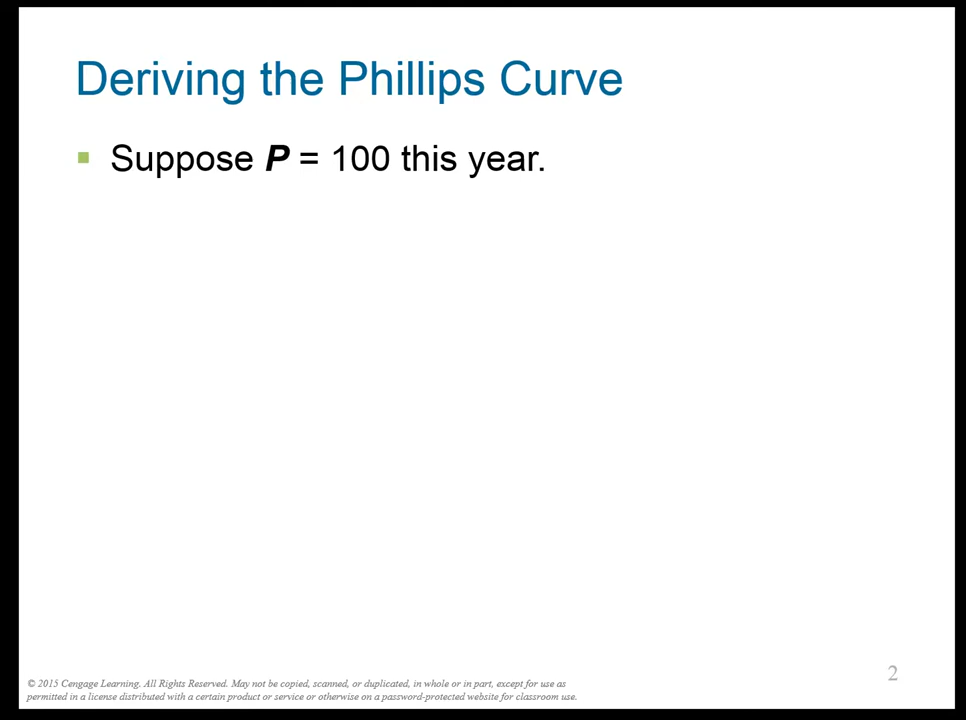 Deriving the Phillips Curve
Suppose P = 100 this year.
2
© 2015 Cengage Learning. All Rights Reserved. May not be copied, scanned, or duplicated, in whole or in part, except for use as
permitted in a license distributed with a certain product or service or otherwise on a password-protected website for classroom use.